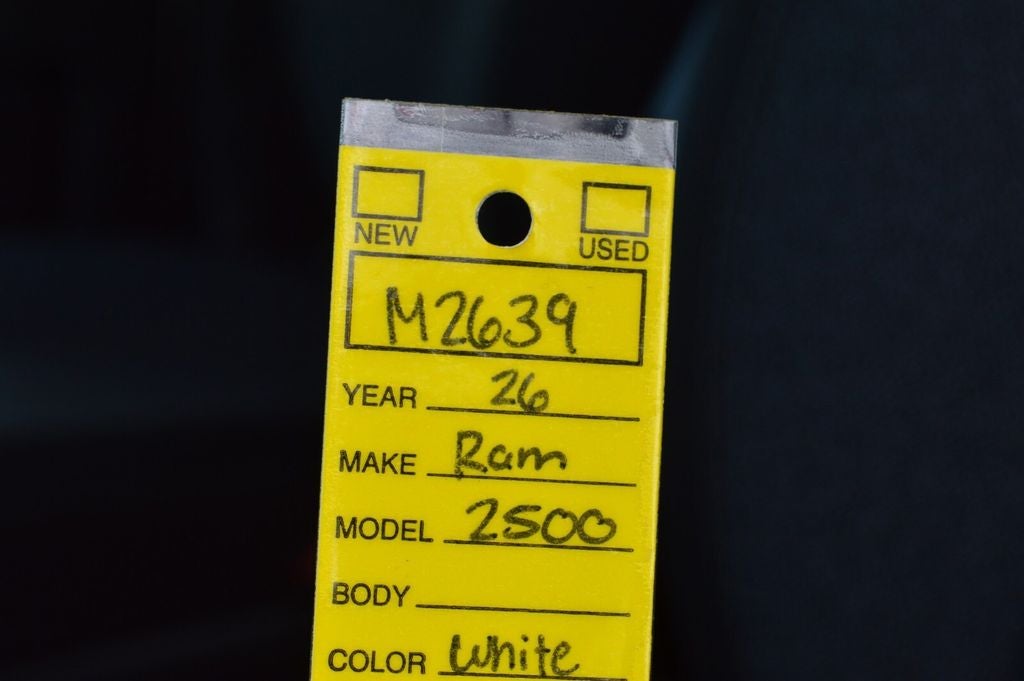 NEW USED
M2639
YEAR 26
MAKE Ram
MODEL 2500
BODY
COLOR White